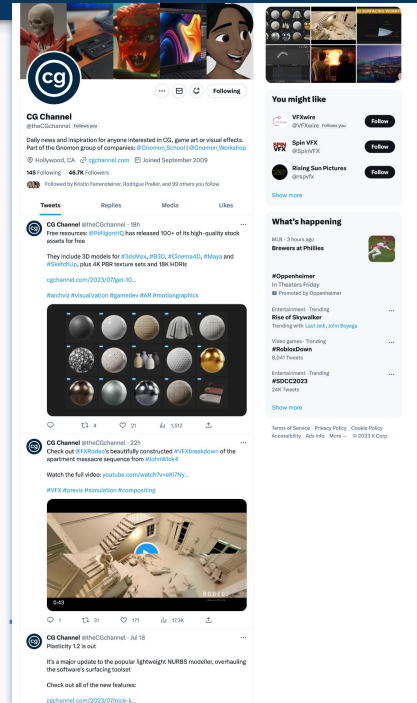 cg
Following
CG Channel
@theCGchannel Follows you
Daily news and inspiration for anyone interested in CG, game art or visual effects.
Part of the Gnomon group of companies: @Gnomon_School | @Gnomon_Workshop
Hollywood, CA cgchannel.com Joined September 2009
145 Following 46.7K Followers
Followed by Kristin Famensteiner, Rodrigue Pralier, and 99 others you follow
Tweets Replies Media Likes
CG Channel @theCGchannel · 18h
Free resources: @PoliigonHQ has released 100+ of its high-quality stock
assets for free
They include 3D models for #3dsMax, #B3D, #Cinema4D, #Maya and
#SketchUp, plus 4K PBR texture sets and 18K HDRIs
cgchannel.com/2023/07/get-10...
#archviz #visualization #gamedev #AR #motiongraphics
4 21 1,512
CG Channel @theCGchannel · 22h
Check out @FXRodeo's beautifully constructed #VFXbreakdown of the
apartment massacre sequence from #JohnWick4
Watch the full video: youtube.com/watch?v=eKi7Ny...
#VFX #previs #simulation #compositing
RODEO FX
0:43
1 31 171 17.3K
CG Channel @theCGchannel · Jul 18
Plasticity 1.2 is out
It's a major update to the popular lightweight NURBS modeller, overhauling
the software's surfacing toolset
Check out all of the new features:
cgchannel.com/2023/07/nick-k...
You might like
VFXwire
@VFXwire Follows you
Follow
Spin VFX
@SpinVFX
Follow
Rising Sun Pictures
@rspvfx
Follow
Show more
What's happening
MLB · 3 hours ago
Brewers at Phillies
#Oppenheimer
In Theaters Friday
Promoted by Oppenheimer
Entertainment · Trending
Rise of Skywalker
Trending with Last Jedi, John Boyega
Video games · Trending
#RobloxDown
8,041 Tweets
Entertainment · Trending
#SDCC2023
24K Tweets
Show more
Terms of Service Privacy Policy Cookie Policy
Accessibility Ads info More ··· © 2023 X Corp.